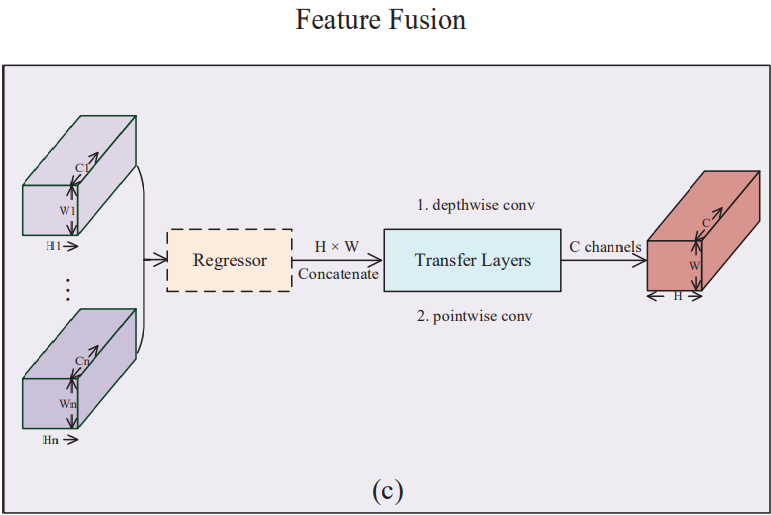 Feature Fusion
C1
W1
H1
⋮
Cn
Wn
Hn
Regressor
H × W
Concatenate
1. depthwise conv
Transfer Layers
2. pointwise conv
C channels
C
W
H
(c)